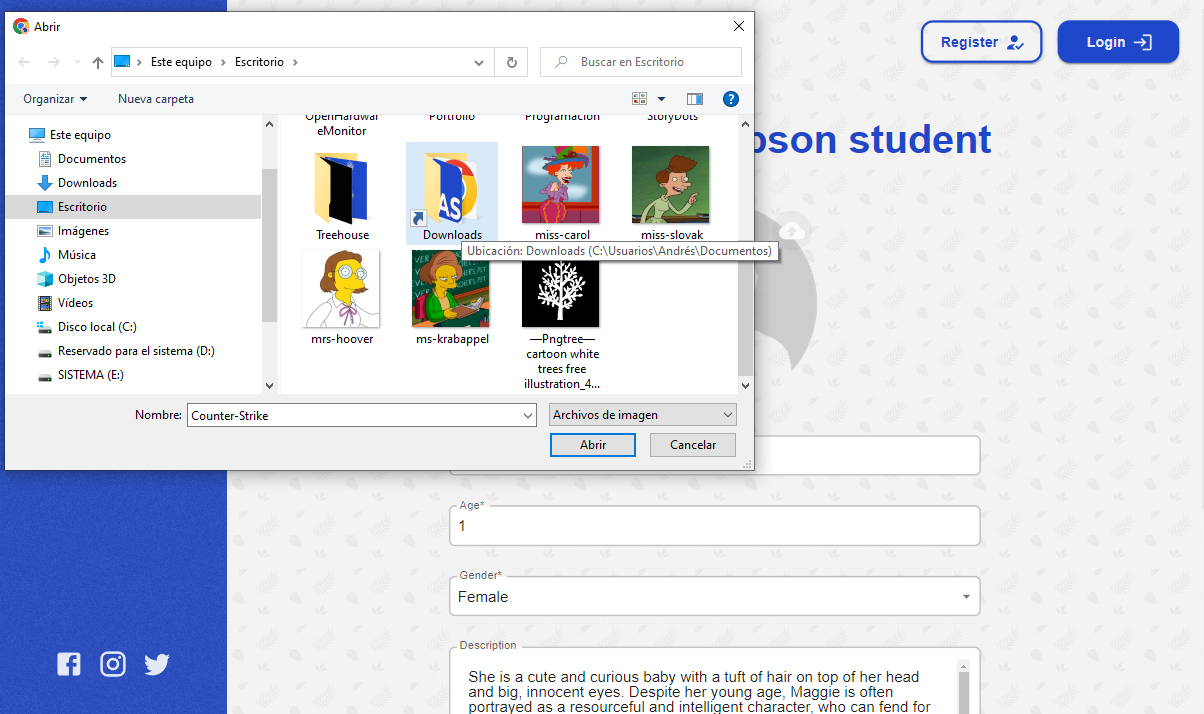 Abrir
Register
Login
Este equipo
Escritorio
Buscar en Escritorio
Organizar
Nueva carpeta
pson student
Este equipo
Documentos
Downloads
Escritorio
Imágenes
Música
Objetos 3D
Vídeos
Disco local (C:)
Reservado para el sistema (D:)
SISTEMA (E:)
OpenHardwar
eMonitor
Portfolio
Programación
StoryDots
AS
Treehouse
Downloads
miss-carol
miss-slovak
Ubicación: Downloads (C:\Usuarios\Andrés\Documentos)
mrs-hoover
ms-krabappel
—Pngtree—
cartoon white
trees free
illustration_4...
Nombre:
Counter-Strike
Archivos de imagen
Abrir
Cancelar
Age*
1
Gender*
Female
Description
She is a cute and curious baby with a tuft of hair on top of her head
and big, innocent eyes. Despite her young age, Maggie is often
portrayed as a resourceful and intelligent character, who can fend for